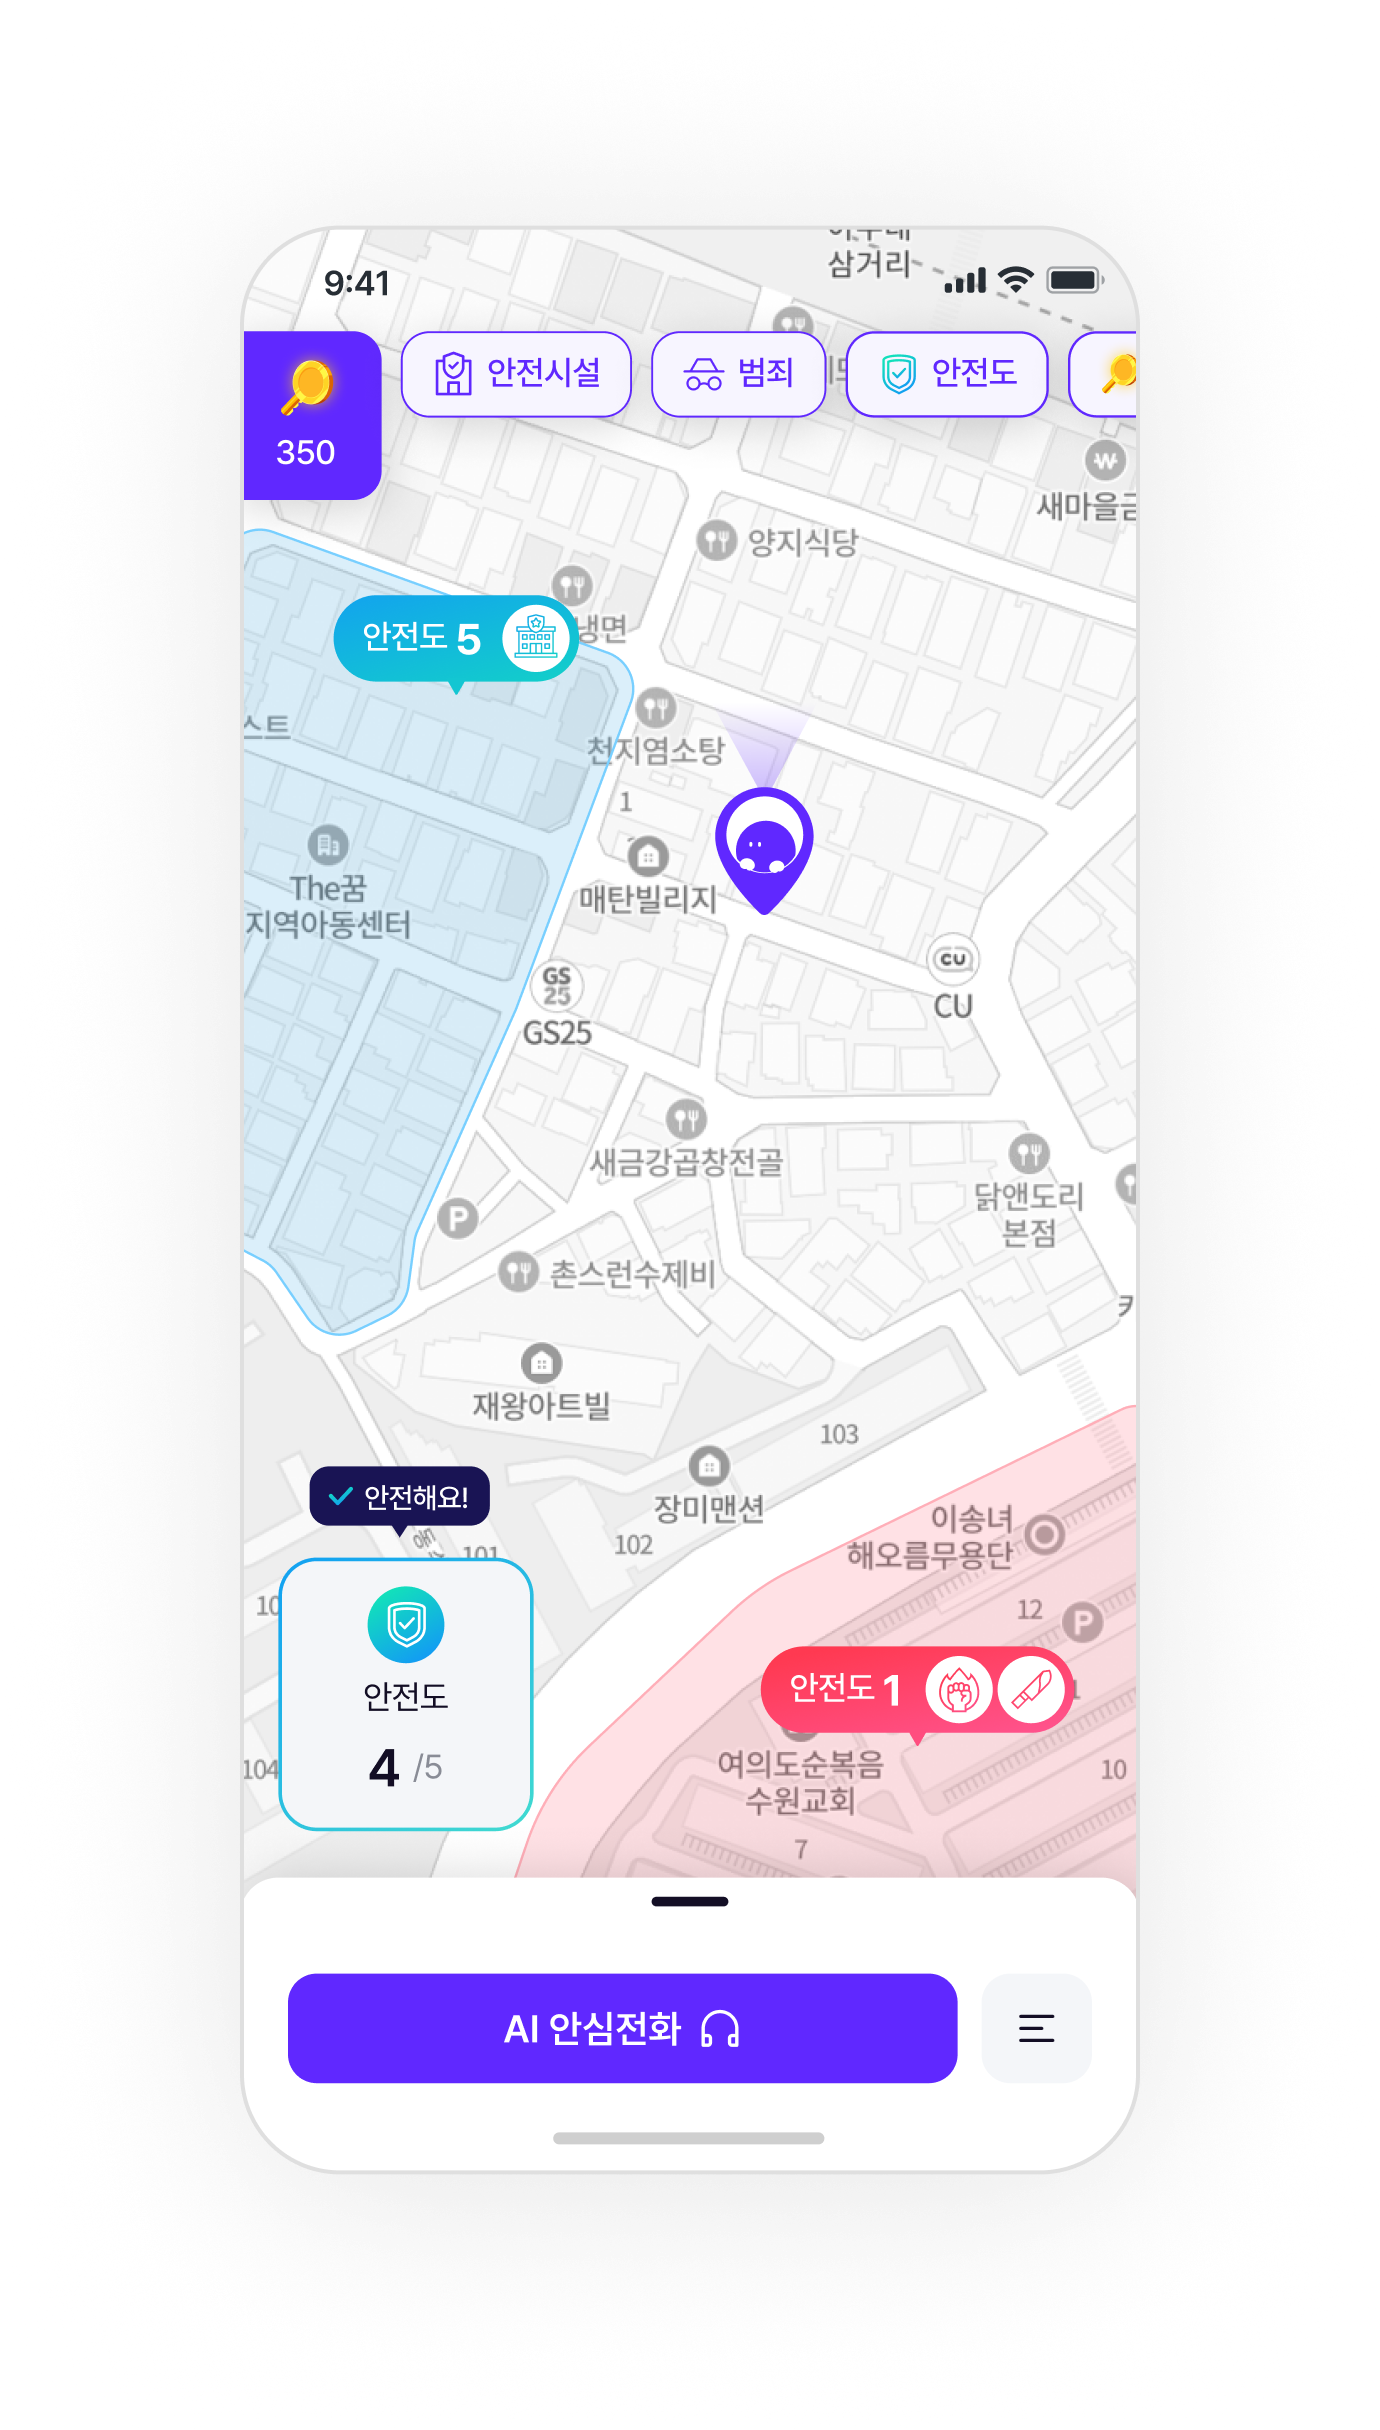 삼거리
9:41
350
안전시설
범죄
안전도
새마을금
양지식당
냉면
안전도 5
스트
천지염소탕
1
The꿈
지역아동센터
매탄빌리지
CU
CU
GS
25
GS25
새금강곱창전골
닭앤도리
본점
P
촌스런수제비
재왕아트빌
103
장미맨션
102
안전해요!
101
이송녀
해오름무용단
12
P
10
안전도
4 /5
104
안전도 1
1
여의도순복음
수원교회
10
7
AI 안심전화